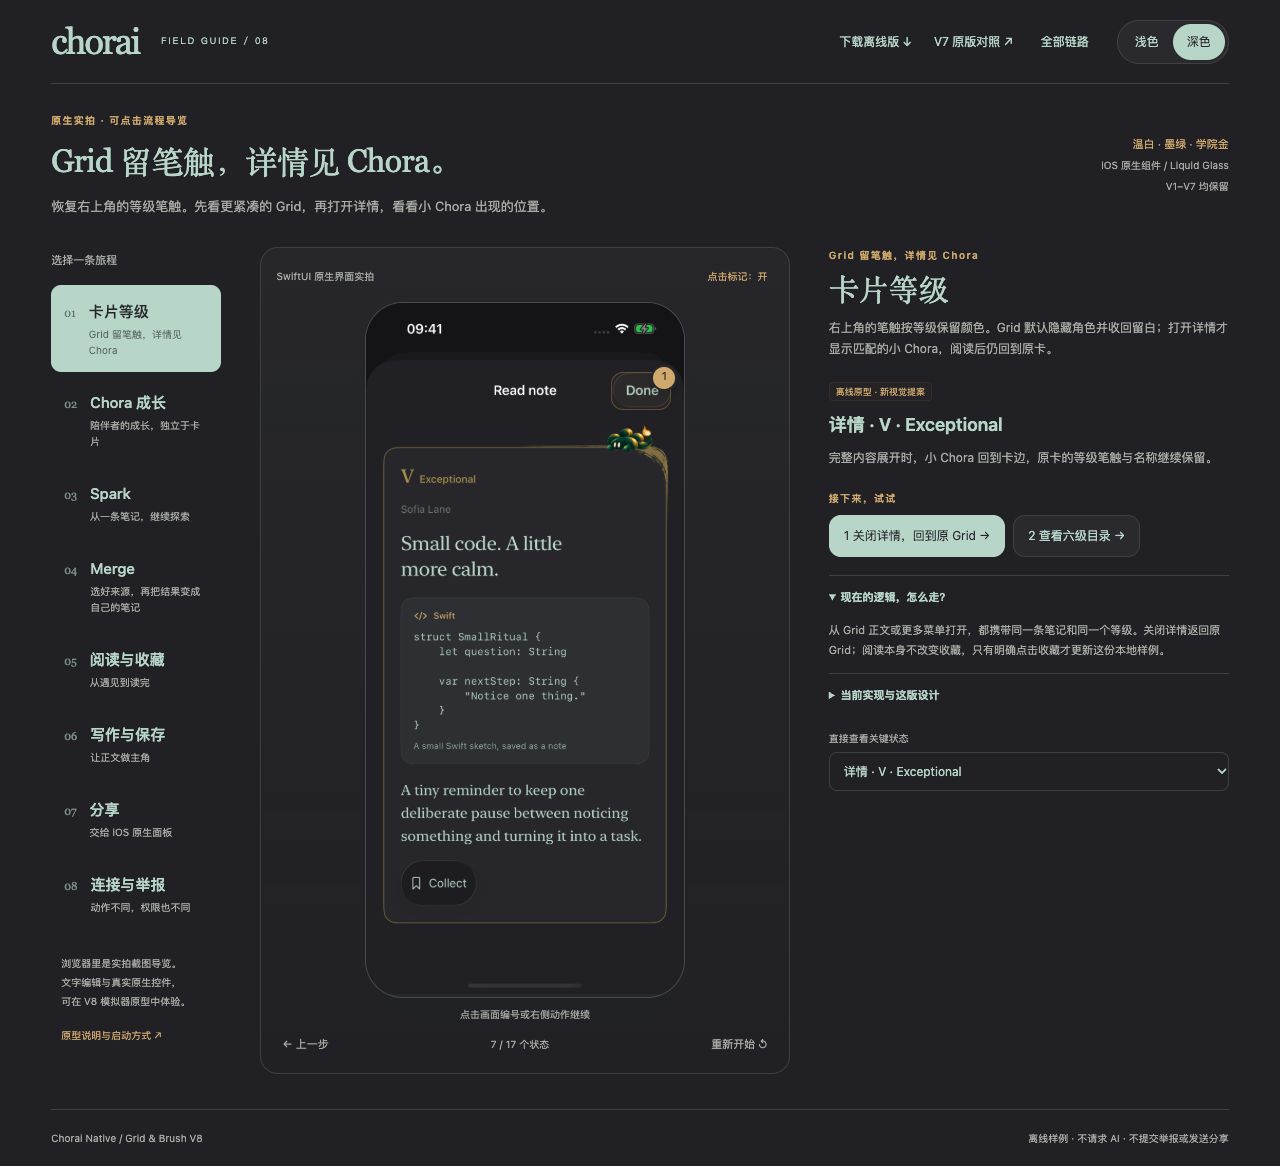 chorai
FIELD GUIDE / 08
下载离线版 ↓
V7 原版对照 ↗
全部链路
浅色
深色
原生实拍 · 可点击流程导览
Grid 留笔触，详情见 Chora。
恢复右上角的等级笔触。先看更紧凑的 Grid，再打开详情，看看小 Chora 出现的位置。
温白 · 墨绿 · 学院金
iOS 原生组件 / Liquid Glass
V1–V7 均保留
选择一条旅程
01 卡片等级
Grid 留笔触，详情见
Chora
02 Chora 成长
陪伴者的成长，独立于卡
片
03 Spark
从一条笔记，继续探索
04 Merge
选好来源，再把结果变成
自己的笔记
05 阅读与收藏
从遇见到读完
06 写作与保存
让正文做主角
07 分享
交给 iOS 原生面板
08 连接与举报
动作不同，权限也不同
浏览器里是实拍截图导览。
文字编辑与真实原生控件，
可在 V8 模拟器原型中体验。
原型说明与启动方式 ↗
SwiftUI 原生界面实拍
点击标记：开
09:41
Read note
Done
1
V Exceptional
Sofia Lane
Small code. A little
more calm.
</> Swift
struct SmallRitual {
    let question: String
    var nextStep: String {
        "Notice one thing."
    }
}
A small Swift sketch, saved as a note
A tiny reminder to keep one
deliberate pause between noticing
something and turning it into a task.
Collect
点击画面编号或右侧动作继续
← 上一步
7 / 17 个状态
重新开始 ↺
Grid 留笔触，详情见 Chora
卡片等级
右上角的笔触按等级保留颜色。Grid 默认隐藏角色并收回留白；打开详情才
显示匹配的小 Chora，阅读后仍回到原卡。
离线原型 · 新视觉提案
详情 · V · Exceptional
完整内容展开时，小 Chora 回到卡边，原卡的等级笔触与名称继续保留。
接下来，试试
1 关闭详情，回到原 Grid →
2 查看六级目录 →
▼ 现在的逻辑，怎么走?
从 Grid 正文或更多菜单打开，都携带同一条笔记和同一个等级。关闭详情返回原
Grid；阅读本身不改变收藏，只有明确点击收藏才更新这份本地样例。
▶ 当前实现与这版设计
直接查看关键状态
详情 · V · Exceptional
Chorai Native / Grid & Brush V8
离线样例 · 不请求 AI · 不提交举报或发送分享